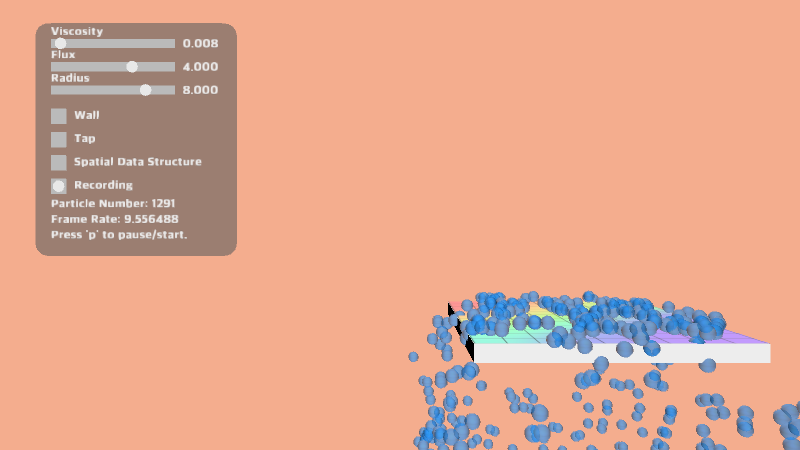 Viscosity
0.008
Flux
4.000
Radius
8.000
Wall
Tap
Spatial Data Structure
Recording
Particle Number: 1291
Frame Rate: 9.556488
Press 'p' to pause/start.